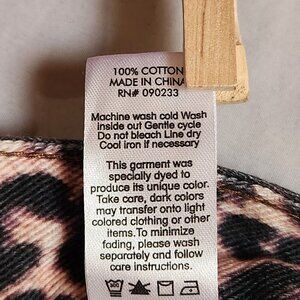 100% COTTON
MADE IN CHINA
RN# 090233
Machine wash cold Wash
inside out Gentle cycle
Do not bleach Line dry
Cool iron if necessary
This garment was
specially dyed to
produce its unique color.
Take care, dark colors
may transfer onto light
colored clothing or other
items.To minimize
fading, please wash
separately and follow
care instructions.